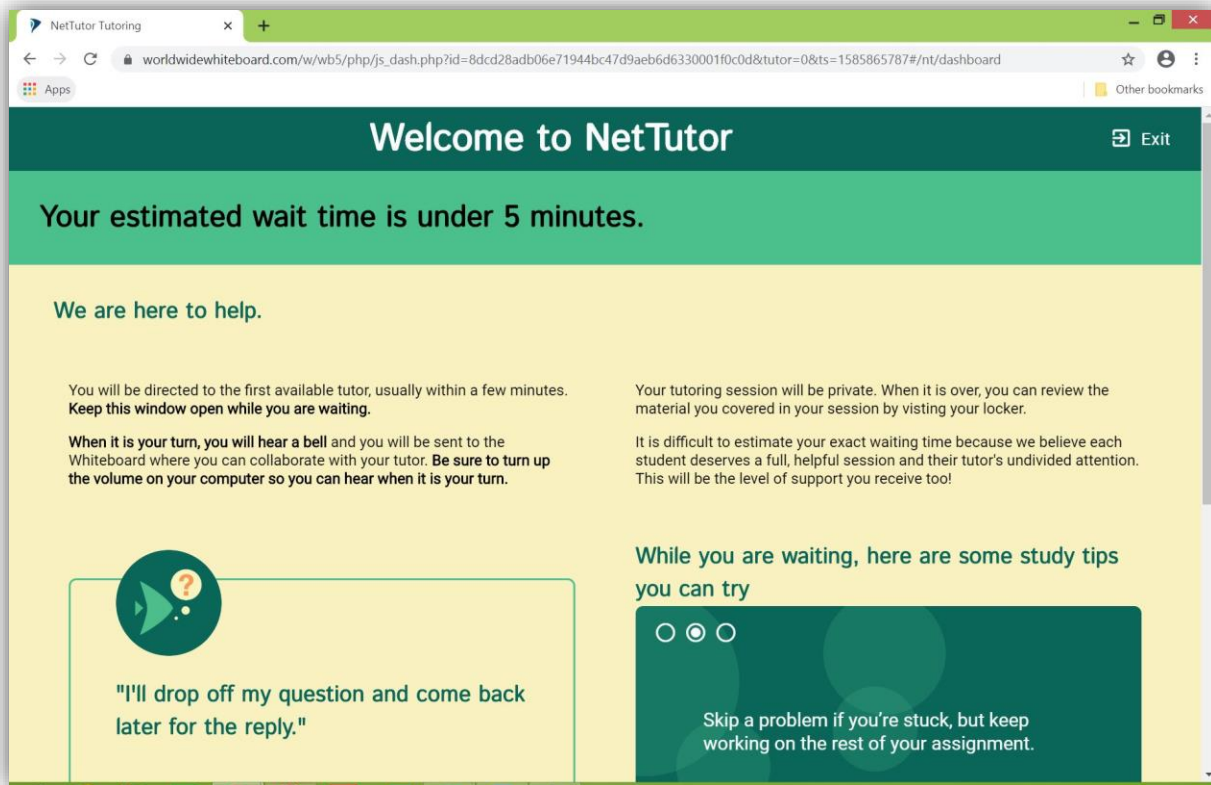 NetTutor Tutoring
worldwidewhiteboard.com/w/wb5/php/js_dash.php?id=8dcd28adb06e71944bc47d9aeb6d6330001f0c0d&tutor=0&ts=1585865787#/nt/dashboard
Apps
Other bookmarks
Welcome to NetTutor
Exit
Your estimated wait time is under 5 minutes.
We are here to help.
You will be directed to the first available tutor, usually within a few minutes.
Keep this window open while you are waiting.
When it is your turn, you will hear a bell and you will be sent to the
Whiteboard where you can collaborate with your tutor. Be sure to turn up
the volume on your computer so you can hear when it is your turn.
Your tutoring session will be private. When it is over, you can review the
material you covered in your session by visting your locker.
It is difficult to estimate your exact waiting time because we believe each
student deserves a full, helpful session and their tutor's undivided attention.
This will be the level of support you receive too!
?
"I'll drop off my question and come back
later for the reply."
While you are waiting, here are some study tips
you can try
Skip a problem if you're stuck, but keep
working on the rest of your assignment.